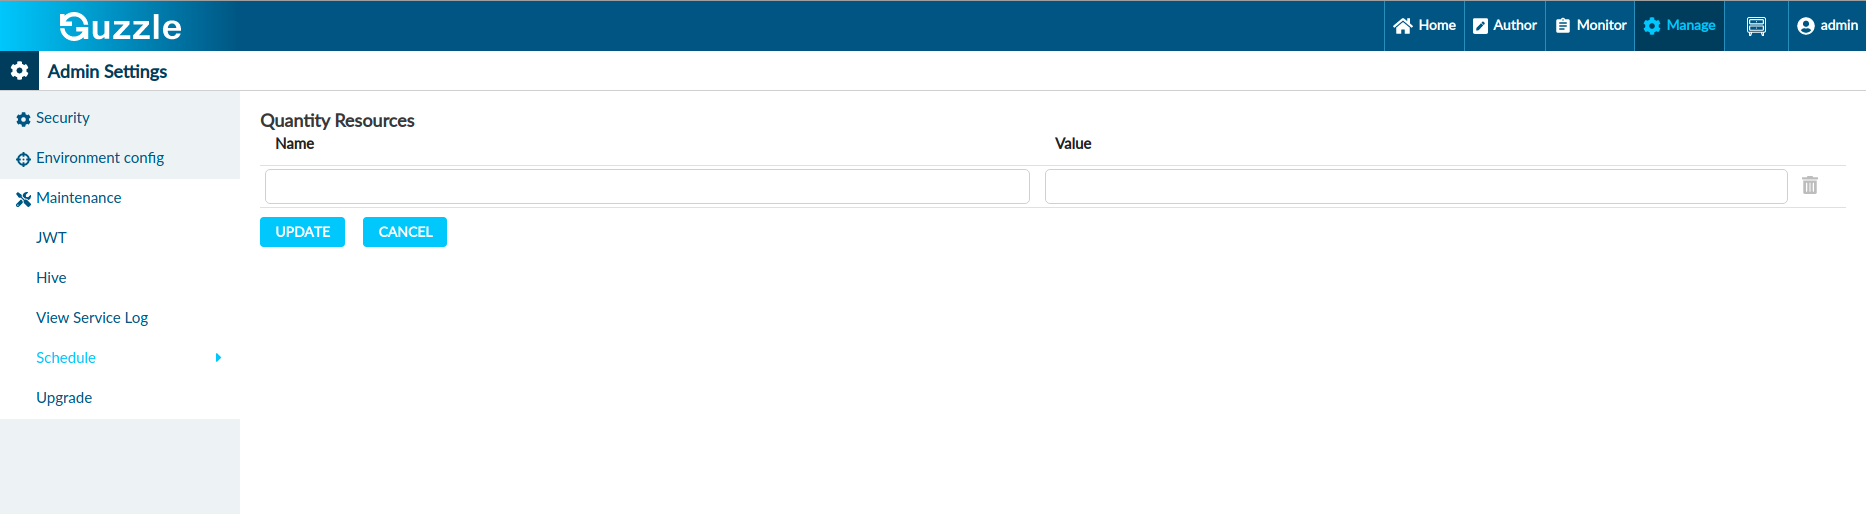 Guzzle
Home Author Monitor Manage admin
Admin Settings
Security
Environment config
Maintenance
JWT
Hive
View Service Log
Schedule
Upgrade
Quantity Resources
Name Value
UPDATE CANCEL